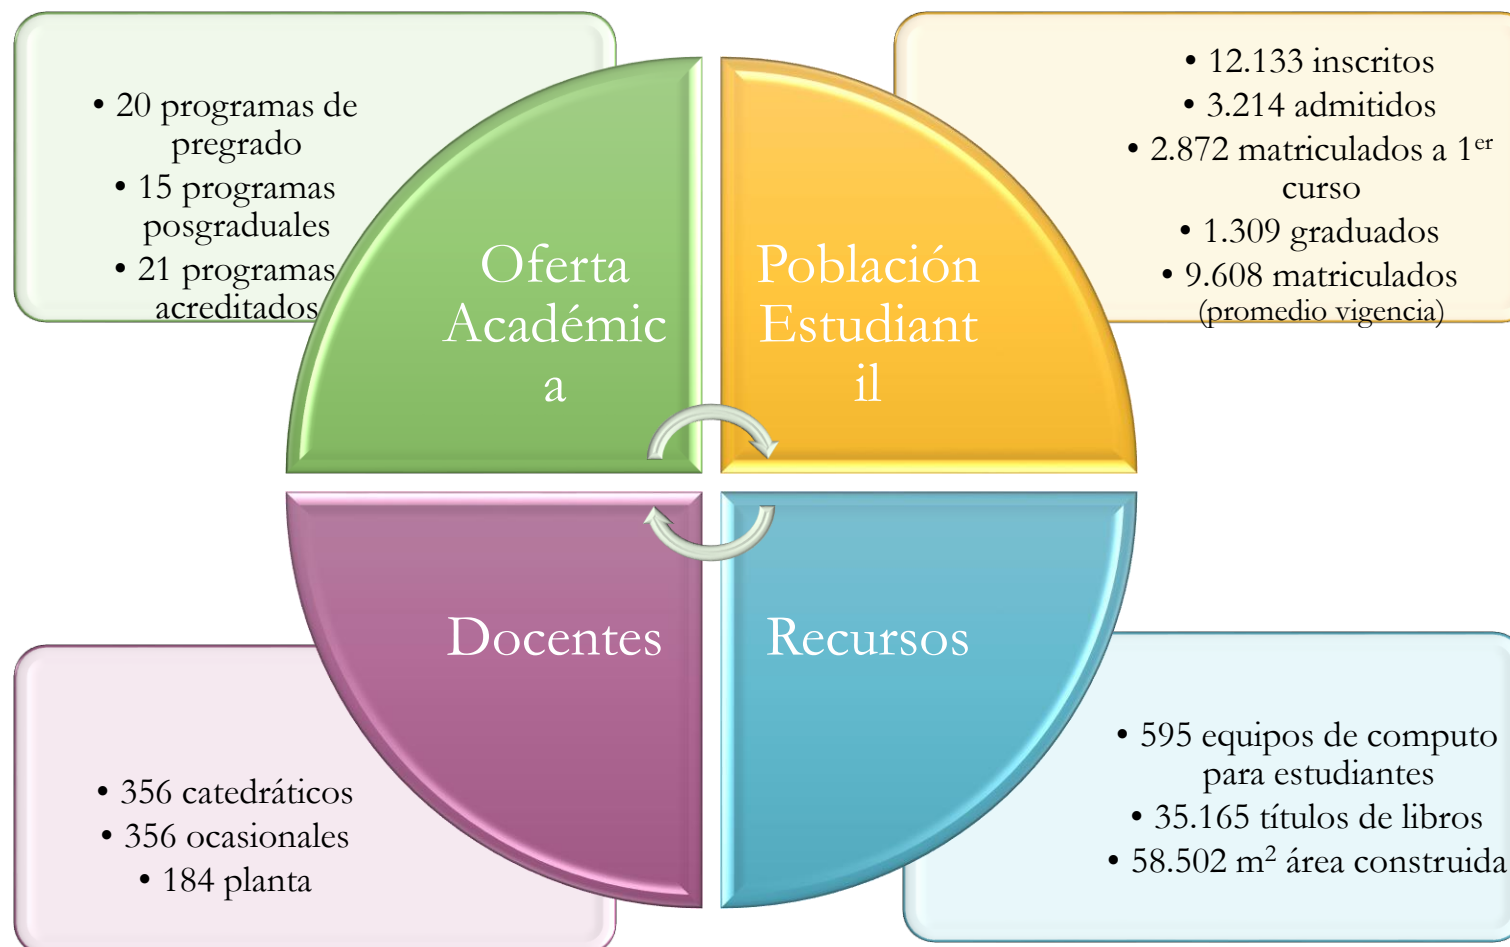 • 20 programas de
pregrado
• 15 programas
posgraduales
• 21 programas
acreditados
Oferta
Académic
a
• 12.133 inscritos
• 3.214 admitidos
• 2.872 matriculados a 1er
curso
• 1.309 graduados
• 9.608 matriculados
(promedio vigencia)
Población
Estudiant
il
Docentes
• 356 catedráticos
• 356 ocasionales
• 184 planta
Recursos
• 595 equipos de computo
para estudiantes
• 35.165 títulos de libros
• 58.502 m² área construida